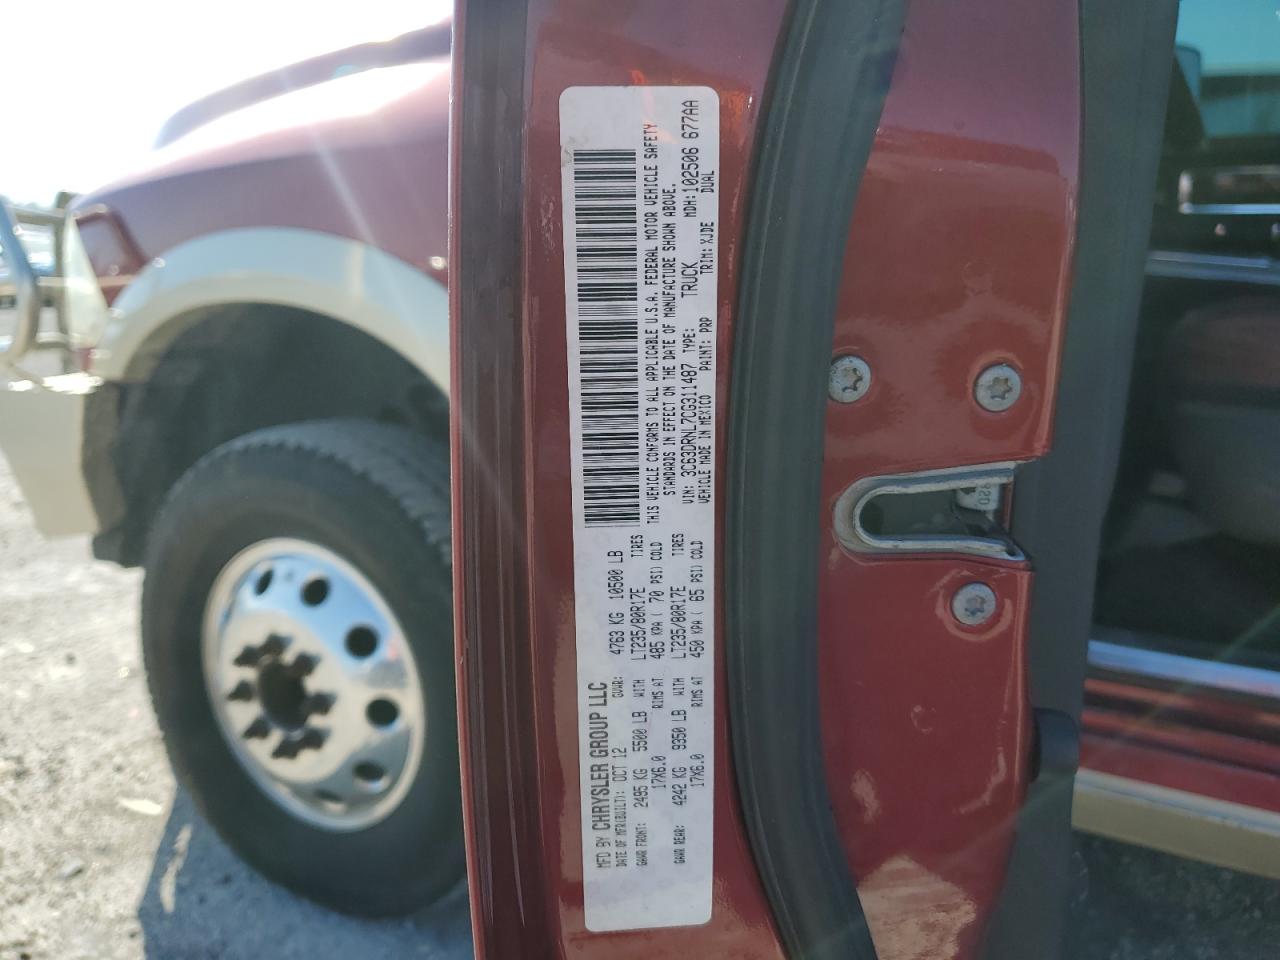 MFD BY CHRYSLER GROUP LLC
DATE OF MFR(BUILT): OCT 12 GVWR: 4763 KG 10500 LB
GAWR FRONT: 2495 KG 5500 LB WITH LT235/80R17E TIRES
17X6.0 RIMS AT 485 KPA ( 70 PSI) COLD
GAWR REAR: 4242 KG 9350 LB WITH LT235/80R17E TIRES
17X6.0 RIMS AT 450 KPA ( 65 PSI) COLD
THIS VEHICLE CONFORMS TO ALL APPLICABLE U.S.A. FEDERAL MOTOR VEHICLE SAFETY
STANDARDS IN EFFECT ON THE DATE OF MANUFACTURE SHOWN ABOVE.
VIN: 3C63DRNL7CG311487 TYPE: TRUCK MDH: 102506 677AA
VEHICLE MADE IN MEXICO PAINT: PRP TRIM: XJDE DUAL